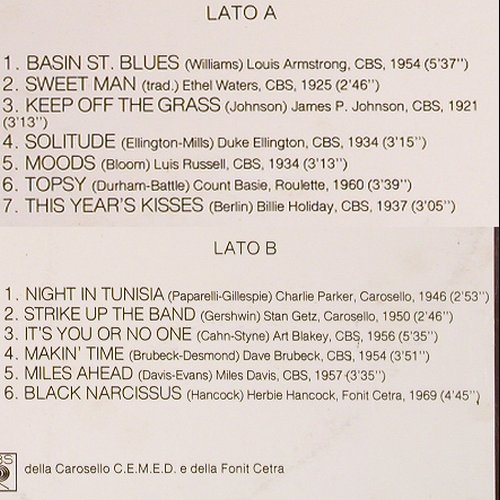 LATO A
1. BASIN ST. BLUES (Williams) Louis Armstrong, CBS, 1954 (5'37'')
2. SWEET MAN (trad.) Ethel Waters, CBS, 1925 (2'46'')
3. KEEP OFF THE GRASS (Johnson) James P. Johnson, CBS, 1921
(3'13'')
4. SOLITUDE (Ellington-Mills) Duke Ellington, CBS, 1934 (3'15'')
5. MOODS (Bloom) Luis Russell, CBS, 1934 (3'13'')
6. TOPSY (Durham-Battle) Count Basie, Roulette, 1960 (3'39'')
7. THIS YEAR'S KISSES (Berlin) Billie Holiday, CBS, 1937 (3'05'')
LATO B
1. NIGHT IN TUNISIA (Paparelli-Gillespie) Charlie Parker, Carosello, 1946 (2'53'')
2. STRIKE UP THE BAND (Gershwin) Stan Getz, Carosello, 1950 (2'46'')
3. IT'S YOU OR NO ONE (Cahn-Styne) Art Blakey, CBS, 1956 (5'35'')
4. MAKIN' TIME (Brubeck-Desmond) Dave Brubeck, CBS, 1954 (3'51'')
5. MILES AHEAD (Davis-Evans) Miles Davis, CBS, 1957 (3'35'')
6. BLACK NARCISSUS (Hancock) Herbie Hancock, Fonit Cetra, 1969 (4'45'')
della Carosello C.E.M.E.D. e della Fonit Cetra